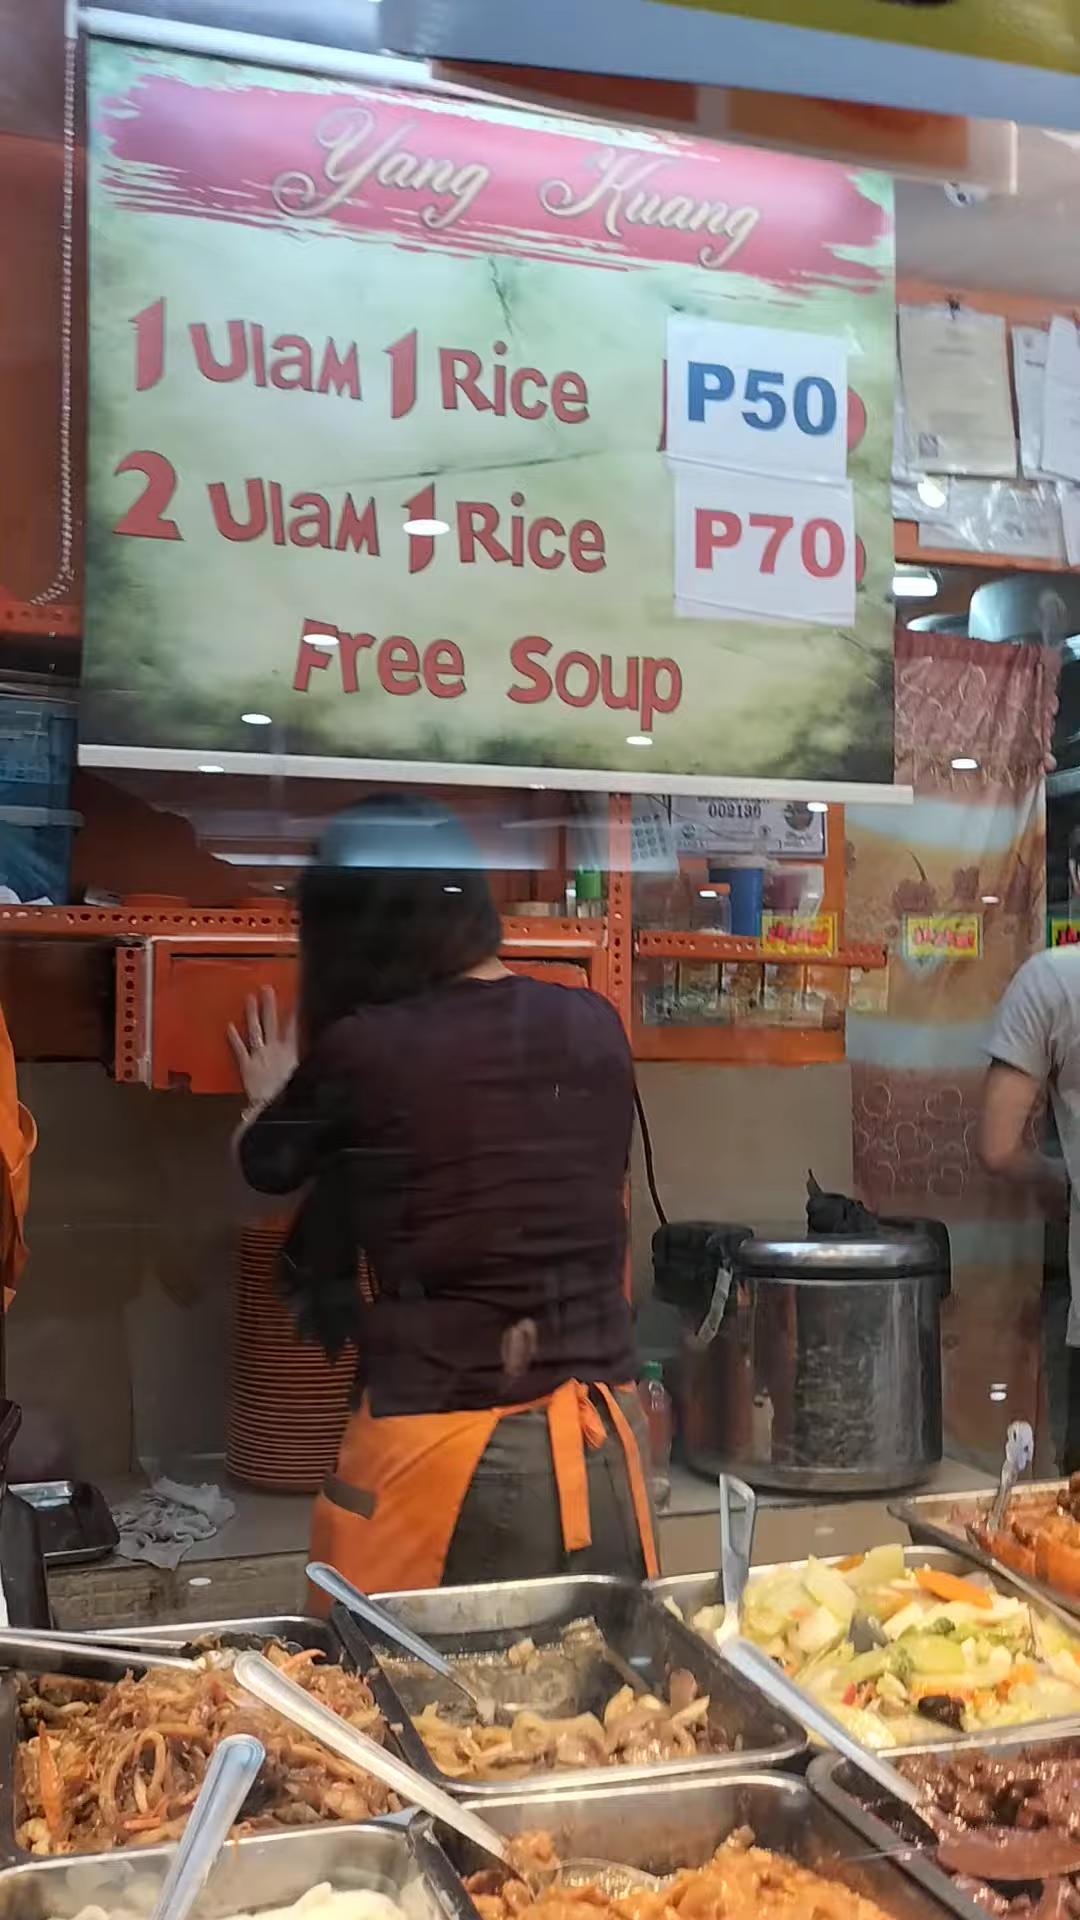 Yang Kuang
1 Ulam 1 Rice P50
2 Ulam 1 Rice P70
Free Soup
002130